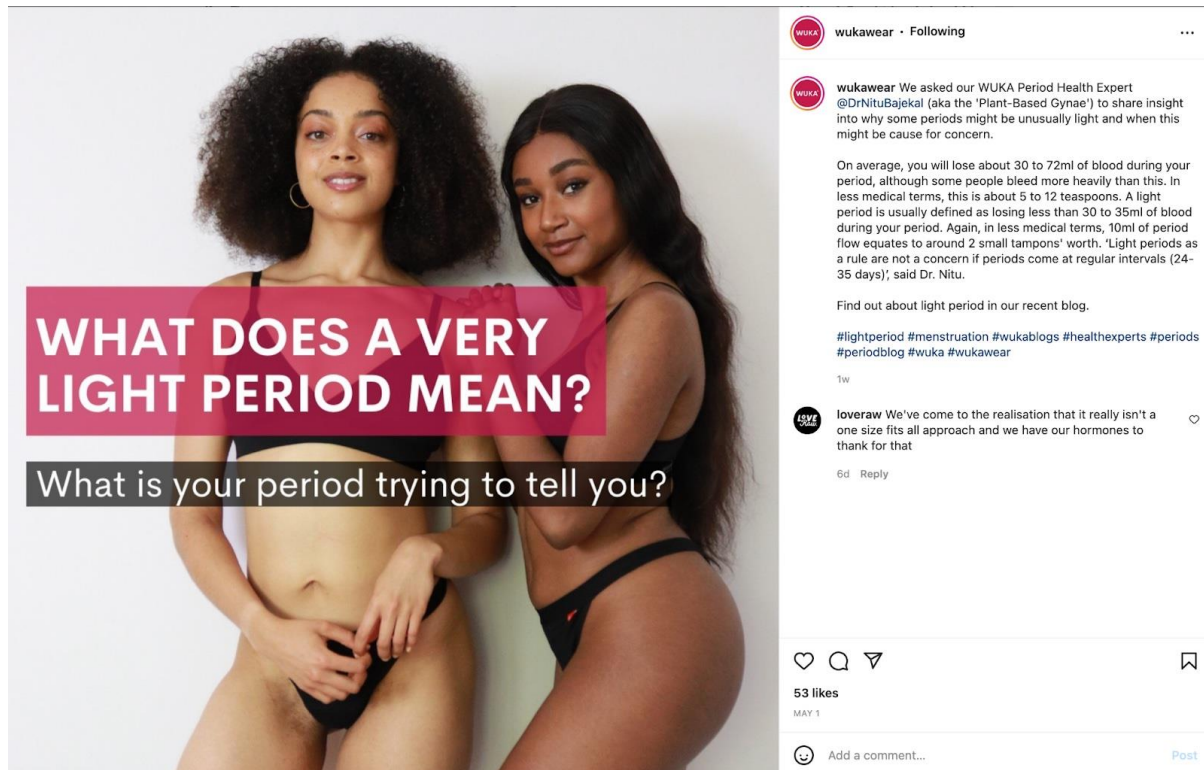 WHAT DOES A VERY
LIGHT PERIOD MEAN?
What is your period trying to tell you?
WUKA
wukawear • Following
WUKA
wukawear We asked our WUKA Period Health Expert
@DrNituBajekal (aka the 'Plant-Based Gynae') to share insight
into why some periods might be unusually light and when this
might be cause for concern.
On average, you will lose about 30 to 72ml of blood during your
period, although some people bleed more heavily than this. In
less medical terms, this is about 5 to 12 teaspoons. A light
period is usually defined as losing less than 30 to 35ml of blood
during your period. Again, in less medical terms, 10ml of period
flow equates to around 2 small tampons' worth. 'Light periods as
a rule are not a concern if periods come at regular intervals (24-
35 days)', said Dr. Nitu.
Find out about light period in our recent blog.
#lightperiod #menstruation #wukablogs #healthexperts #periods
#periodblog #wuka #wukawear
1w
LOVE
Raw
loveraw We've come to the realisation that it really isn't a
one size fits all approach and we have our hormones to
thank for that
6d Reply
53 likes
MAY 1
Add a comment...
Post